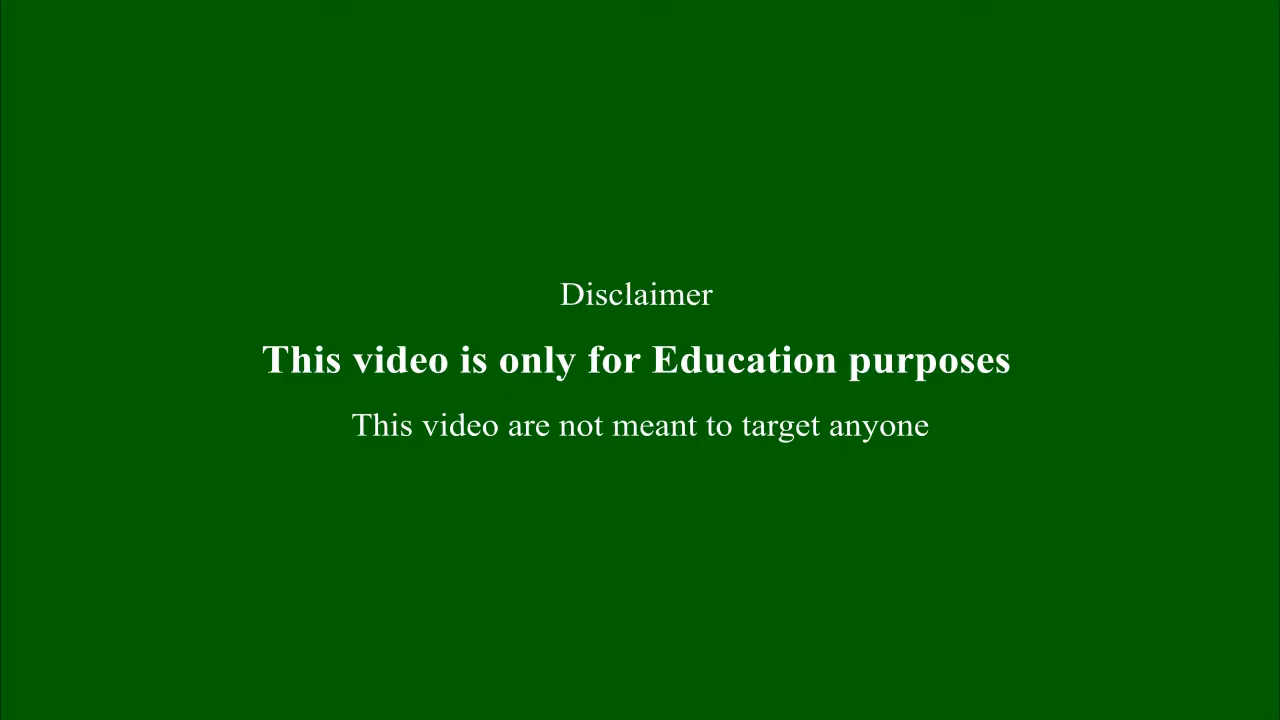 Disclaimer
This video is only for Education purposes
This video are not meant to target anyone